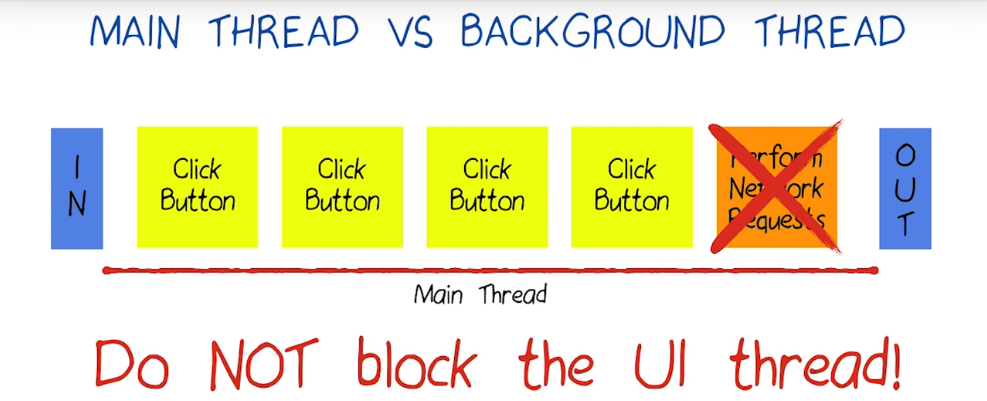 MAIN THREAD VS BACKGROUND THREAD
IN
Click
Button
Click
Button
Click
Button
Click
Button
Perform
Network
Requests
OUT
Main Thread
Do NOT block the UI thread!